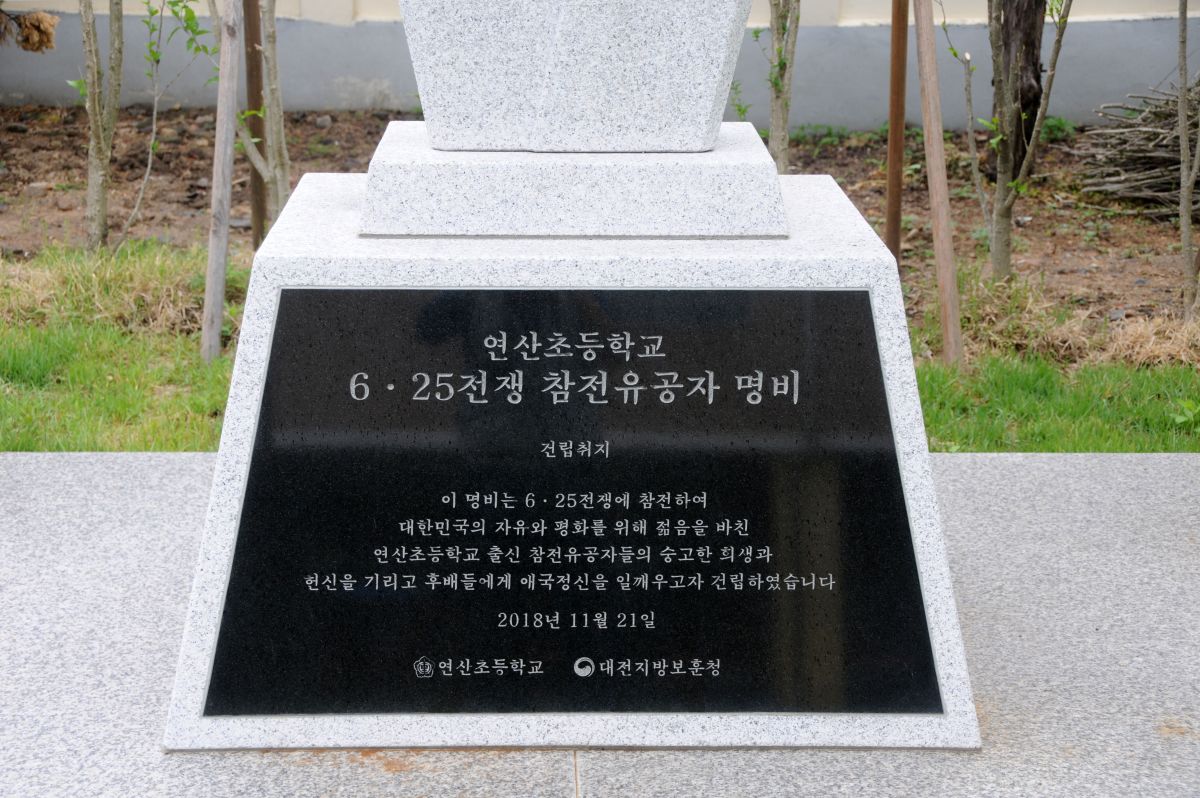 연산초등학교
6·25전쟁 참전유공자 명비
건립취지
이 명비는 6·25전쟁에 참전하여
대한민국의 자유와 평화를 위해 젊음을 바친
연산초등학교 출신 참전유공자들의 숭고한 희생과
헌신을 기리고 후배들에게 애국정신을 일깨우고자 건립하였습니다
2018년 11월 21일
연산초등학교 대전지방보훈청